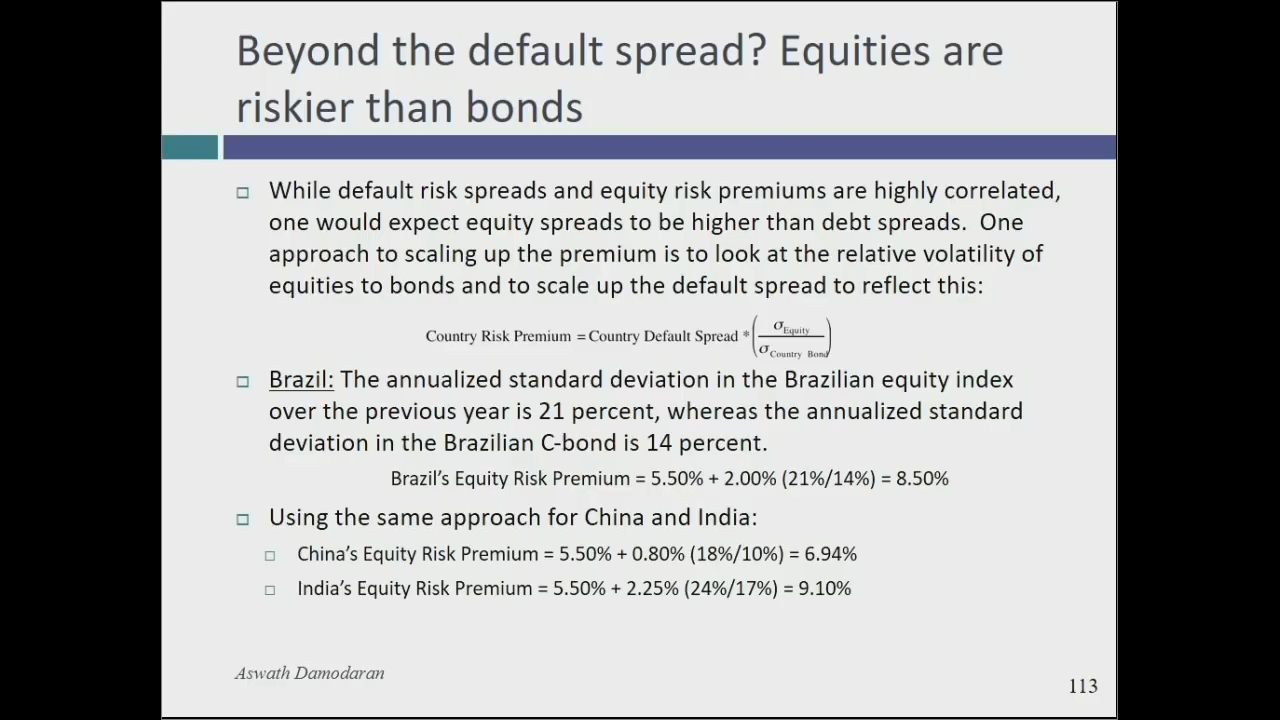 Beyond the default spread? Equities are
riskier than bonds
While default risk spreads and equity risk premiums are highly correlated,
one would expect equity spreads to be higher than debt spreads.  One
approach to scaling up the premium is to look at the relative volatility of
equities to bonds and to scale up the default spread to reflect this:
Country Risk Premium = Country Default Spread * (σ Equity / σ Country Bond)
Brazil: The annualized standard deviation in the Brazilian equity index
over the previous year is 21 percent, whereas the annualized standard
deviation in the Brazilian C-bond is 14 percent.
Brazil's Equity Risk Premium = 5.50% + 2.00% (21%/14%) = 8.50%
Using the same approach for China and India:
China's Equity Risk Premium = 5.50% + 0.80% (18%/10%) = 6.94%
India's Equity Risk Premium = 5.50% + 2.25% (24%/17%) = 9.10%
Aswath Damodaran
113